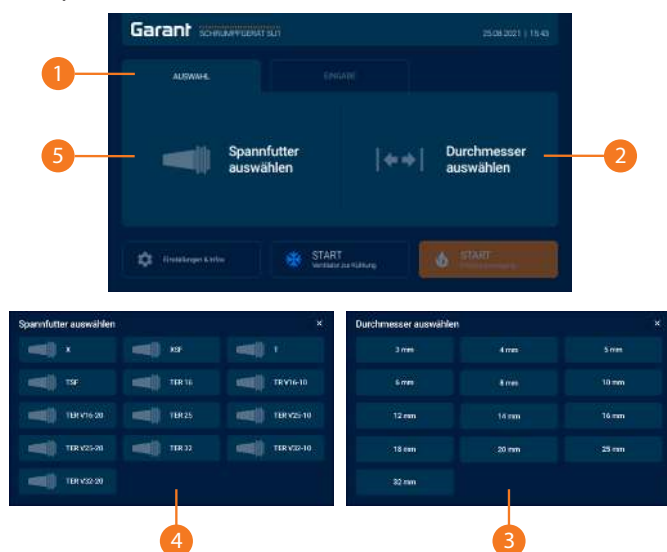 Garant SCHRUMPFGERÄT SU1
25.08.2021 | 15:43
1
AUSWAHL
EINGABE
5
Spannfutter
auswählen
Durchmesser
auswählen
2
Einstellungen & Infos
START
Ventilator zur Kühlung
START
Spannfutter auswählen ×
X
XSF
T
TSF
TER 16
TER V16-10
TER V16-20
TER 25
TER V25-10
TER V25-20
TER 32
TER V32-10
TER V32-20
4
Durchmesser auswählen ×
3 mm
4 mm
5 mm
6 mm
8 mm
10 mm
12 mm
14 mm
16 mm
18 mm
20 mm
25 mm
32 mm
3